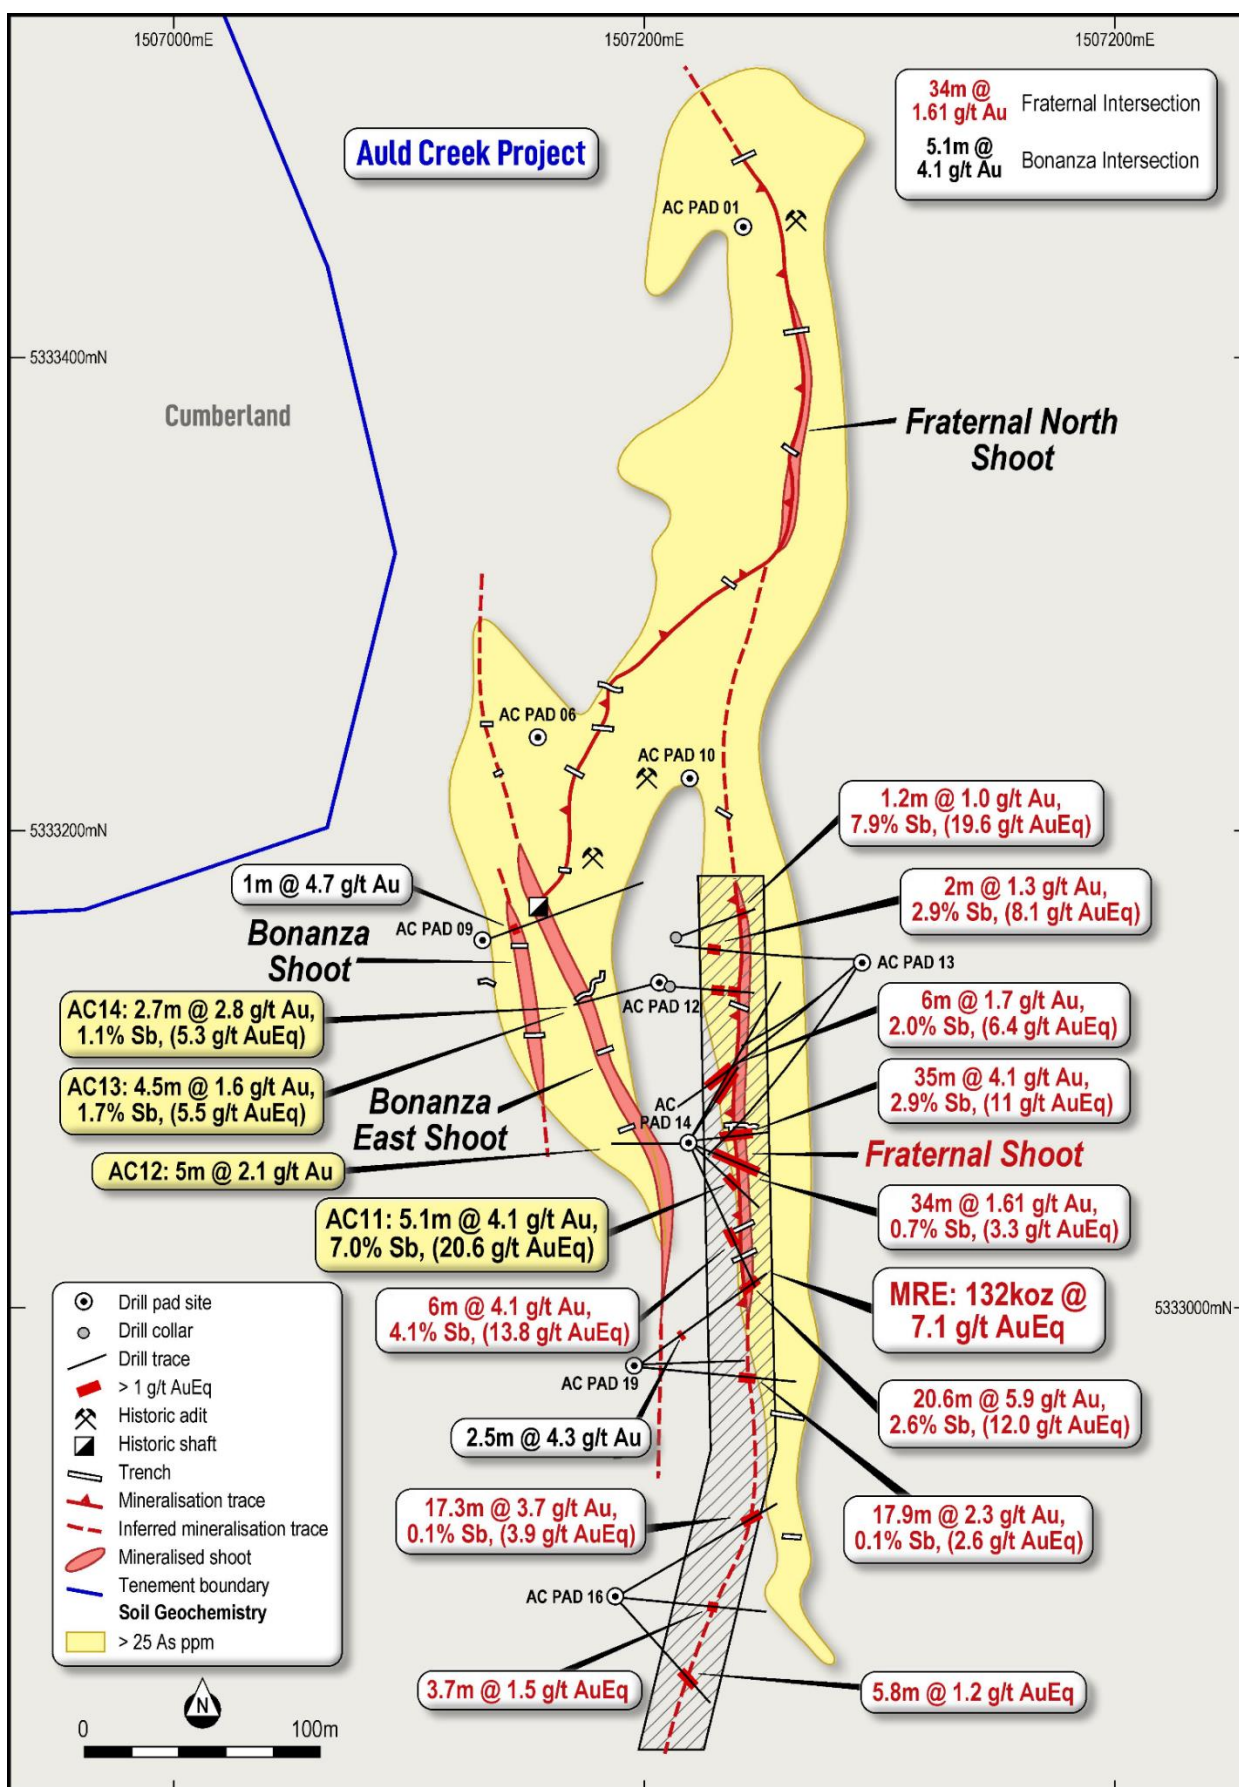 1507000mE
1507200mE
1507200mE
34m @
1.61 g/t Au
Fraternal Intersection
5.1m @
4.1 g/t Au
Bonanza Intersection
Auld Creek Project
AC PAD 01
5333400mN
Cumberland
Fraternal North
Shoot
AC PAD 06
AC PAD 10
5333200mN
1.2m @ 1.0 g/t Au,
7.9% Sb, (19.6 g/t AuEq)
1m @ 4.7 g/t Au
2m @ 1.3 g/t Au,
2.9% Sb, (8.1 g/t AuEq)
AC PAD 09
Bonanza
Shoot
AC PAD 13
AC PAD 12
AC14: 2.7m @ 2.8 g/t Au,
1.1% Sb, (5.3 g/t AuEq)
6m @ 1.7 g/t Au,
2.0% Sb, (6.4 g/t AuEq)
AC13: 4.5m @ 1.6 g/t Au,
1.7% Sb, (5.5 g/t AuEq)
35m @ 4.1 g/t Au,
2.9% Sb, (11 g/t AuEq)
AC
PAD 14
Bonanza
East Shoot
Fraternal Shoot
AC12: 5m @ 2.1 g/t Au
AC11: 5.1m @ 4.1 g/t Au,
7.0% Sb, (20.6 g/t AuEq)
34m @ 1.61 g/t Au,
0.7% Sb, (3.3 g/t AuEq)
MRE: 132koz @
7.1 g/t AuEq
5333000mN
6m @ 4.1 g/t Au,
4.1% Sb, (13.8 g/t AuEq)
AC PAD 19
20.6m @ 5.9 g/t Au,
2.6% Sb, (12.0 g/t AuEq)
2.5m @ 4.3 g/t Au
17.3m @ 3.7 g/t Au,
0.1% Sb, (3.9 g/t AuEq)
17.9m @ 2.3 g/t Au,
0.1% Sb, (2.6 g/t AuEq)
AC PAD 16
3.7m @ 1.5 g/t AuEq
5.8m @ 1.2 g/t AuEq
Drill pad site
Drill collar
Drill trace
> 1 g/t AuEq
Historic adit
Historic shaft
Trench
Mineralisation trace
Inferred mineralisation trace
Mineralised shoot
Tenement boundary
Soil Geochemistry
> 25 As ppm
N
0 100m